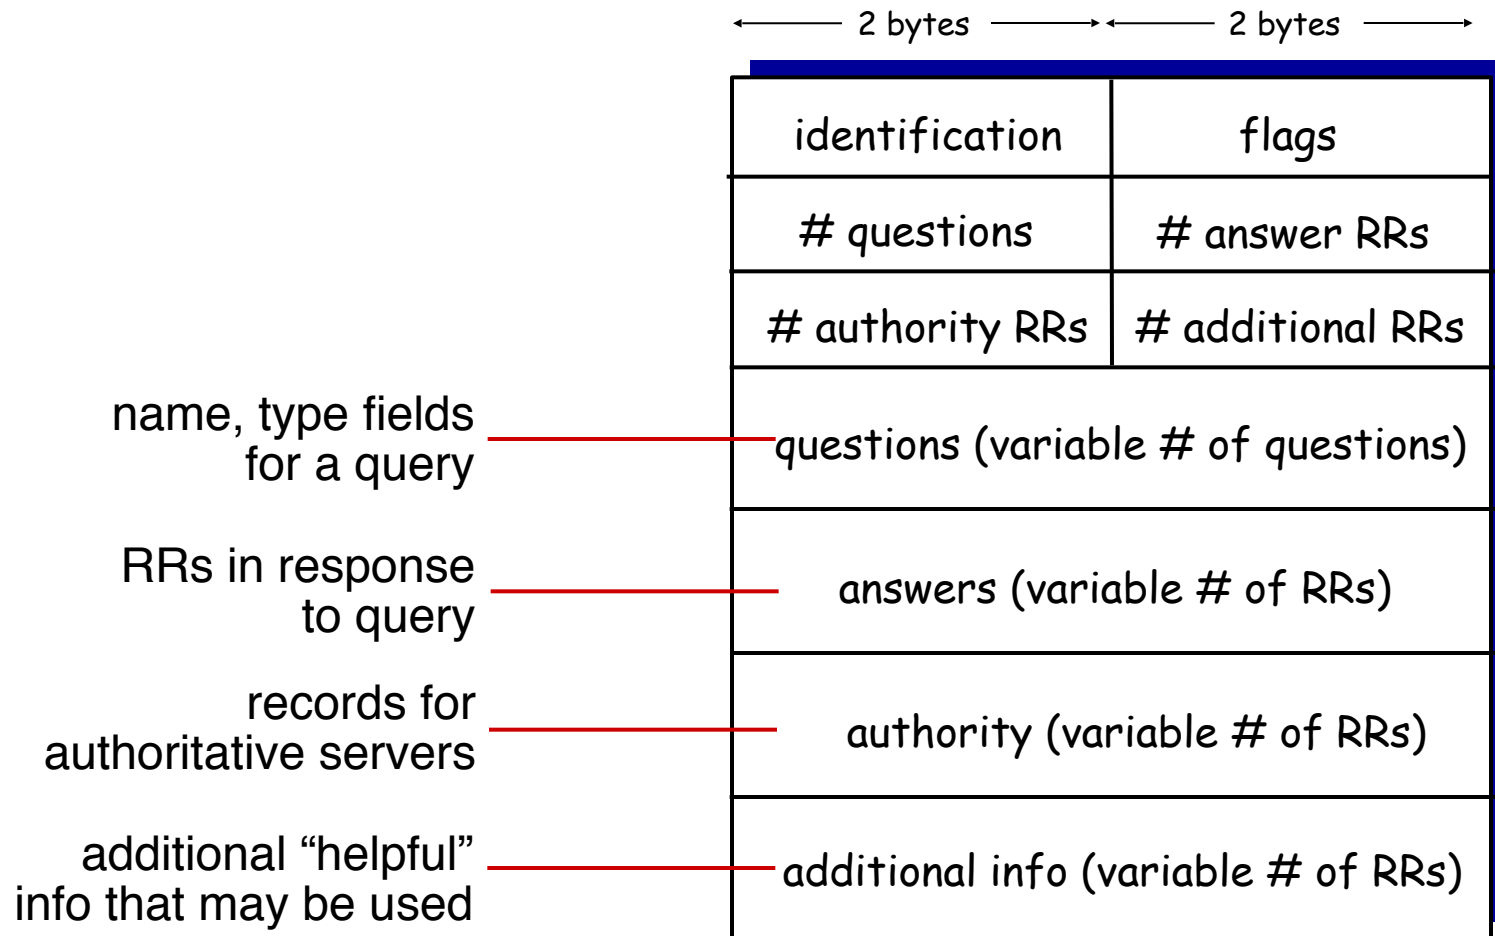 2 bytes 2 bytes
identification flags
# questions # answer RRs
# authority RRs # additional RRs
name, type fields
for a query
questions (variable # of questions)
RRs in response
to query
answers (variable # of RRs)
records for
authoritative servers
authority (variable # of RRs)
additional “helpful”
info that may be used
additional info (variable # of RRs)